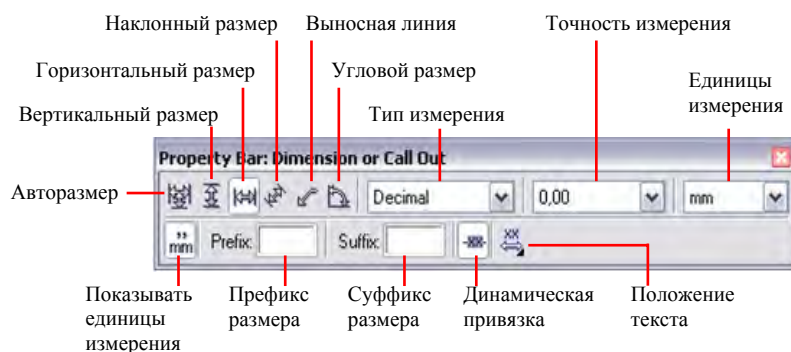 Наклонный размер
Выносная линия
Точность измерения
Горизонтальный размер
Угловой размер
Единицы
измерения
Вертикальный размер
Тип измерения
Property Bar: Dimension or Call Out
Авторазмер
Decimal
0,00
mm
"
mm
Prefix:
Suffix:
-XX-
XX
Показывать
единицы
измерения
Префикс
размера
Суффикс
размера
Динамическая
привязка
Положение
текста